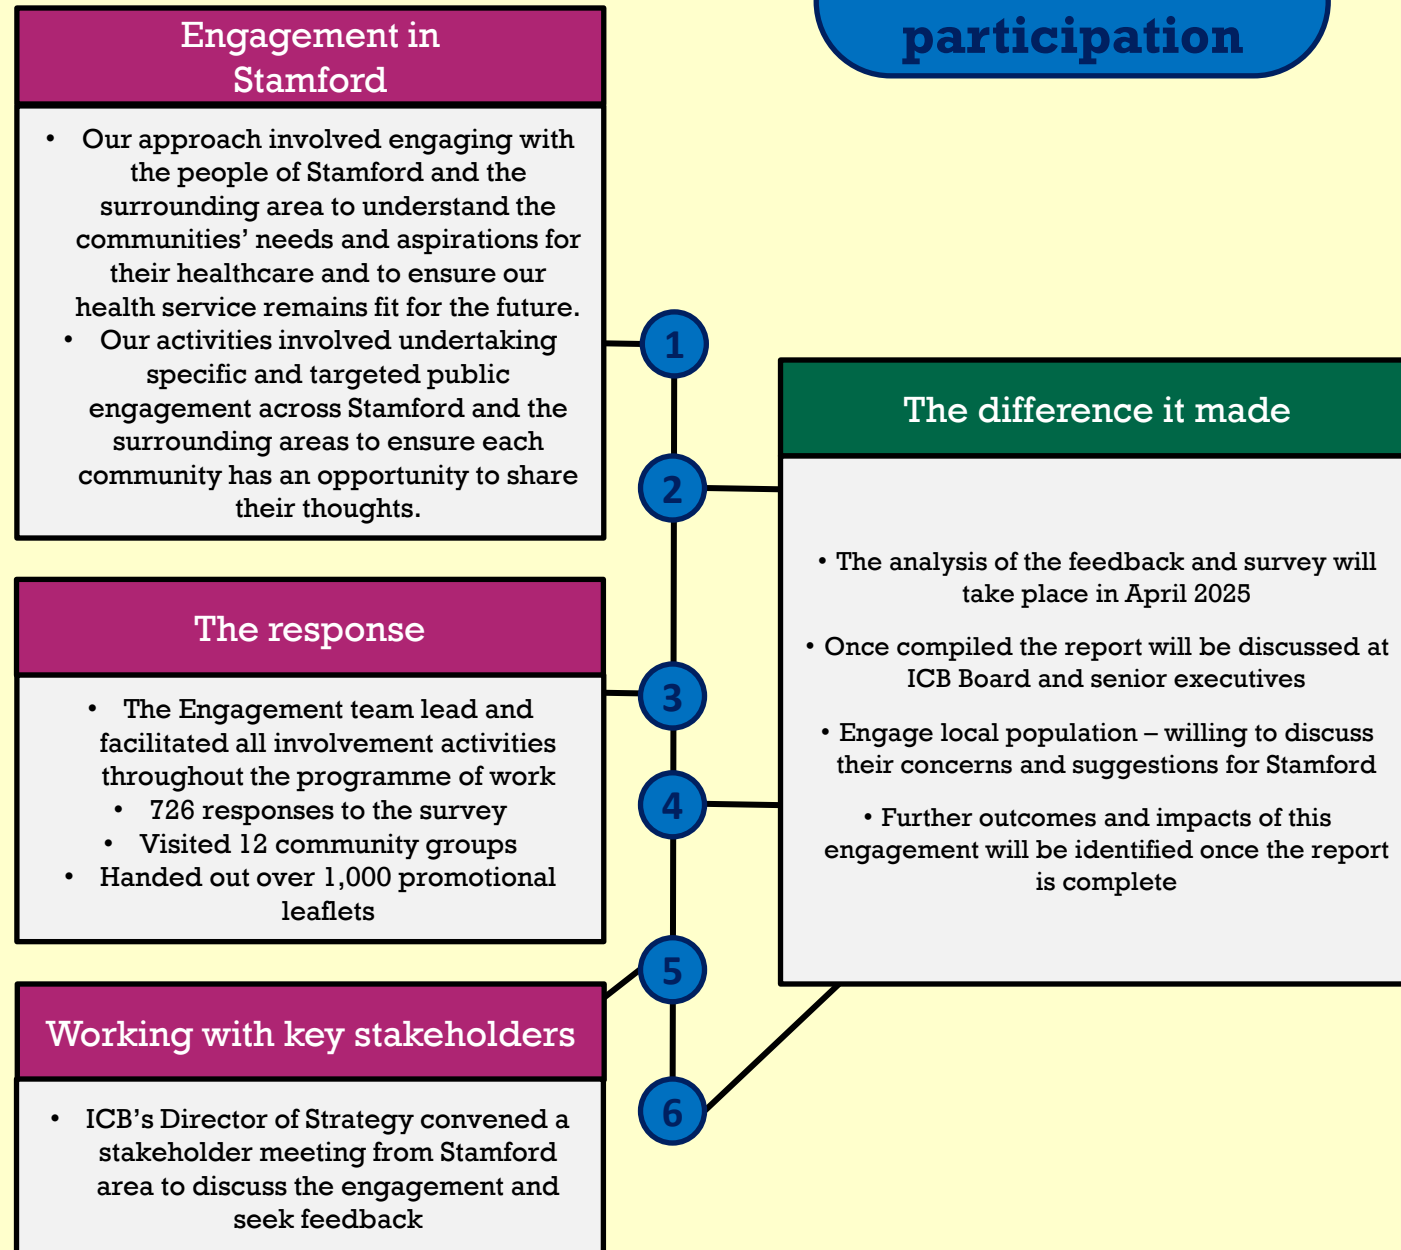 participation
Engagement in
Stamford
• Our approach involved engaging with
the people of Stamford and the
surrounding area to understand the
communities’ needs and aspirations for
their healthcare and to ensure our
health service remains fit for the future.
• Our activities involved undertaking
specific and targeted public
engagement across Stamford and the
surrounding areas to ensure each
community has an opportunity to share
their thoughts.
1
2
The difference it made
• The analysis of the feedback and survey will
take place in April 2025
• Once compiled the report will be discussed at
ICB Board and senior executives
• Engage local population – willing to discuss
their concerns and suggestions for Stamford
• Further outcomes and impacts of this
engagement will be identified once the report
is complete
The response
• The Engagement team lead and
facilitated all involvement activities
throughout the programme of work
• 726 responses to the survey
• Visited 12 community groups
• Handed out over 1,000 promotional
leaflets
3
4
5
Working with key stakeholders
• ICB’s Director of Strategy convened a
stakeholder meeting from Stamford
area to discuss the engagement and
seek feedback
6